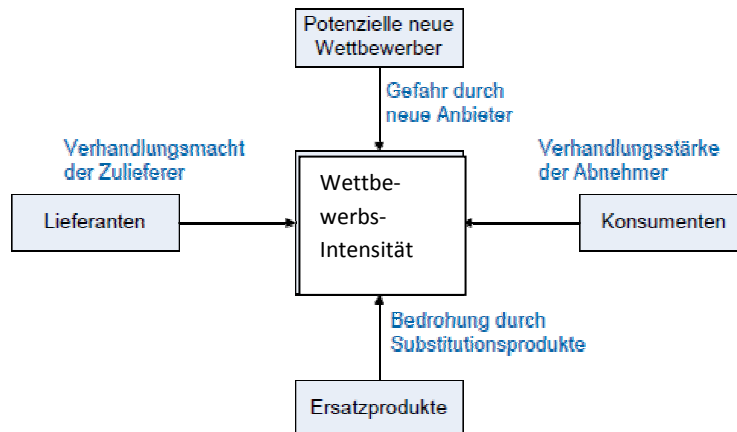 Potenzielle neue
Wettbewerber
Gefahr durch
neue Anbieter
Verhandlungsmacht
der Zulieferer
Verhandlungsstärke
der Abnehmer
Lieferanten
Wettbe-
werbs-
Intensität
Konsumenten
Bedrohung durch
Substitutionsprodukte
Ersatzprodukte